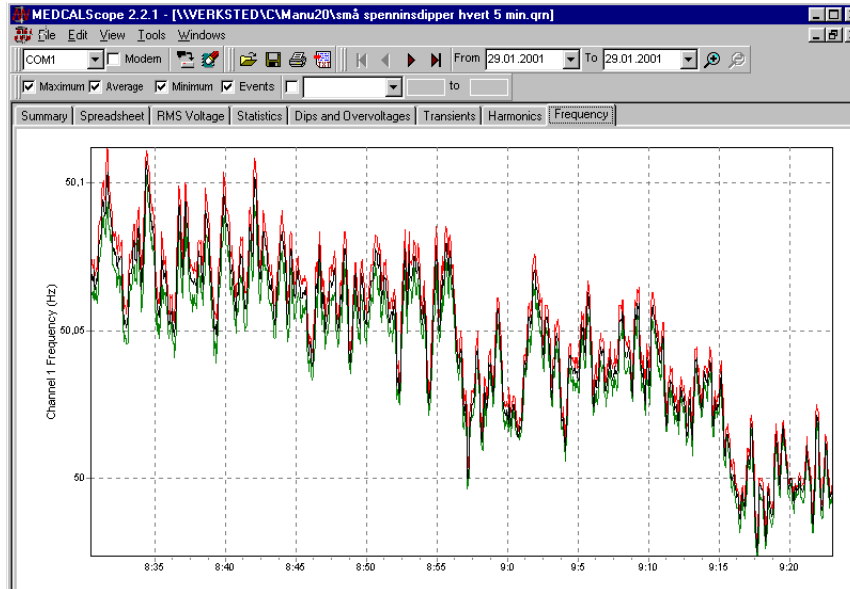 MEDCALScope 2.2.1 - [\\VERKSTED\C\Manu20\små spenninsdipper hvert 5 min.qrn]
File Edit View Tools Windows
COM1 Modem From 29.01.2001 To 29.01.2001
Maximum Average Minimum Events to
Summary Spreadsheet RMS Voltage Statistics Dips and Overvoltages Transients Harmonics Frequency
50,1
50,05
50
Channel 1 Frequency (Hz)
8:35 8:40 8:45 8:50 8:55 9:0 9:5 9:10 9:15 9:20